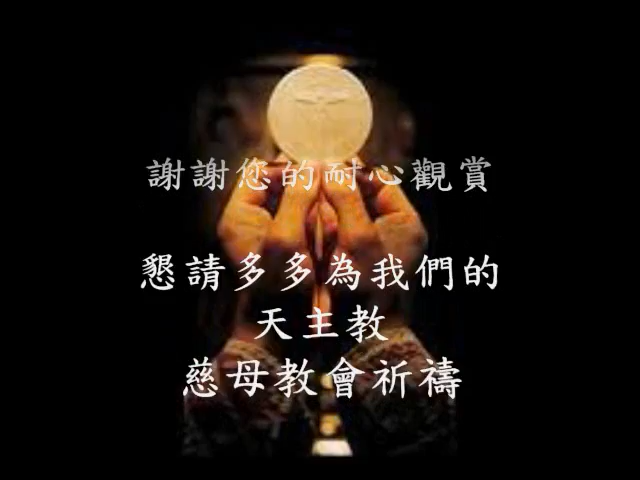 謝謝您的耐心觀賞
懇請多多為我們的
天主教
慈母教會祈禱